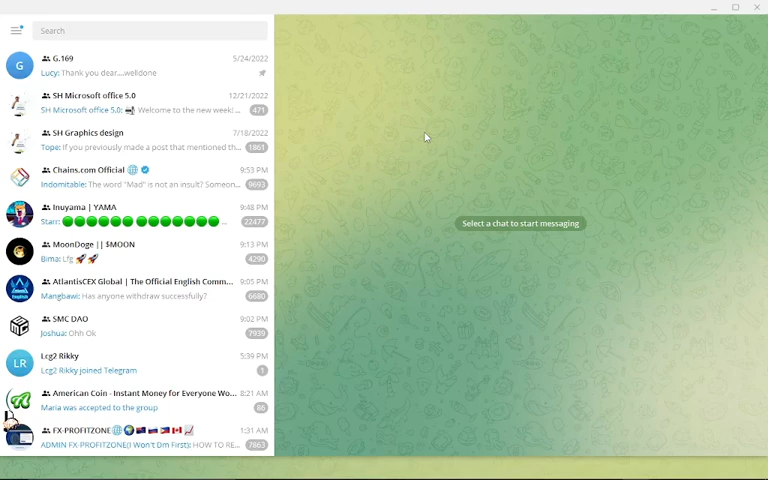 Search
G.169 5/24/2022
Lucy: Thank you dear....welldone
SH Microsoft office 5.0 12/21/2022
SH Microsoft office 5.0: Welcome to the new week! ... 471
SH Graphics design 7/18/2022
Tope: If you previously made a post that mentioned th... 1861
Chains.com Official 9:53 PM
Indomitable: The word "Mad" is not an insult? Someon... 9693
Inuyama | YAMA 9:48 PM
Starr: ... 22477
MoonDoge || $MOON 9:13 PM
Bima: Lfg 4290
AtlantisCEX Global | The Official English Comm... 9:05 PM
Mangbawi: Has anyone withdraw successfully? 6680
SMC DAO 9:02 PM
Joshua: Ohh Ok 7939
LR
Lcg2 Rikky 5:39 PM
Lcg2 Rikky joined Telegram 1
American Coin - Instant Money for Everyone Wo... 8:21 AM
Maria was accepted to the group 86
FX-PROFITZONE 1:31 AM
ADMIN FX-PROFITZONE(I Won't Dm First): HOW TO RE... 7863
G
English
Select a chat to start messaging